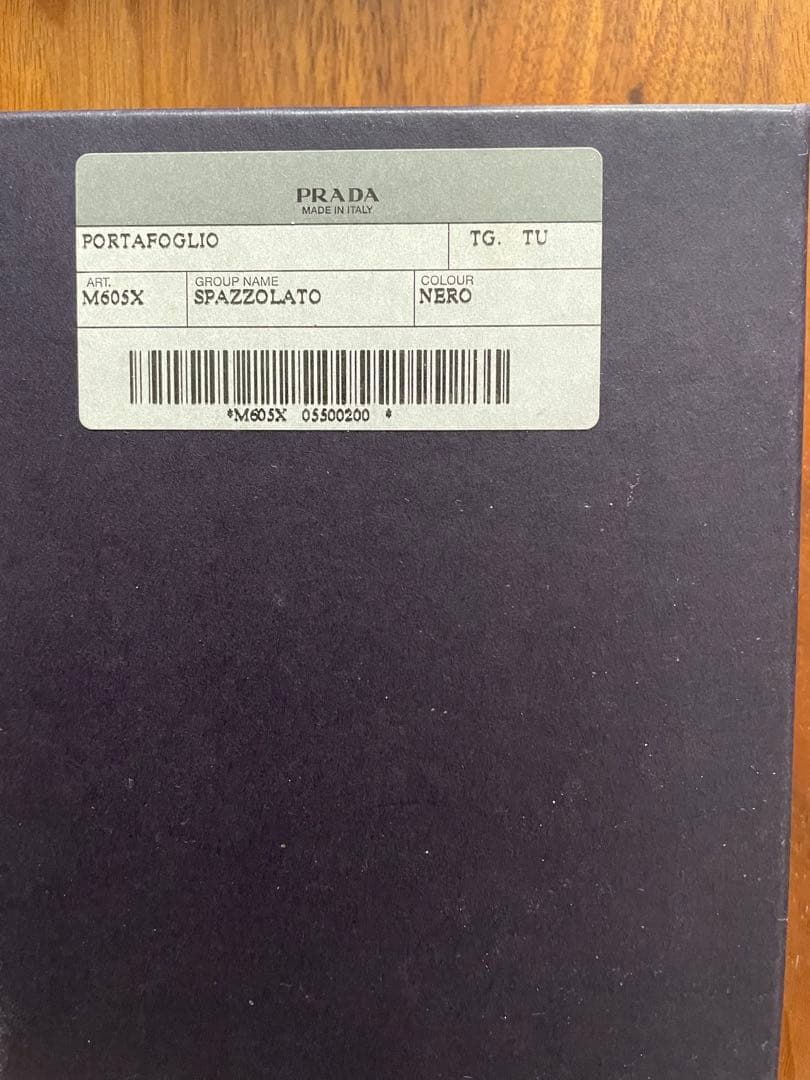 PRADA
MADE IN ITALY
PORTAFOGLIO TG. TU
ART. GROUP NAME COLOUR
M605X SPAZZOLATO NERO
*M605X 05500200 *